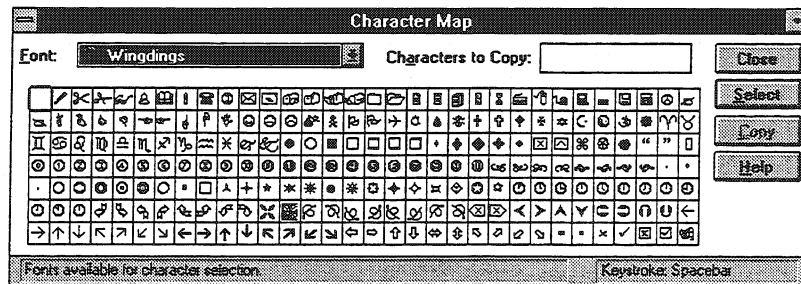 Character Map
Font: Wingdings Characters to Copy: Close
Select
Copy
Help
Fonts available for character selection. Keystroke: Spacebar